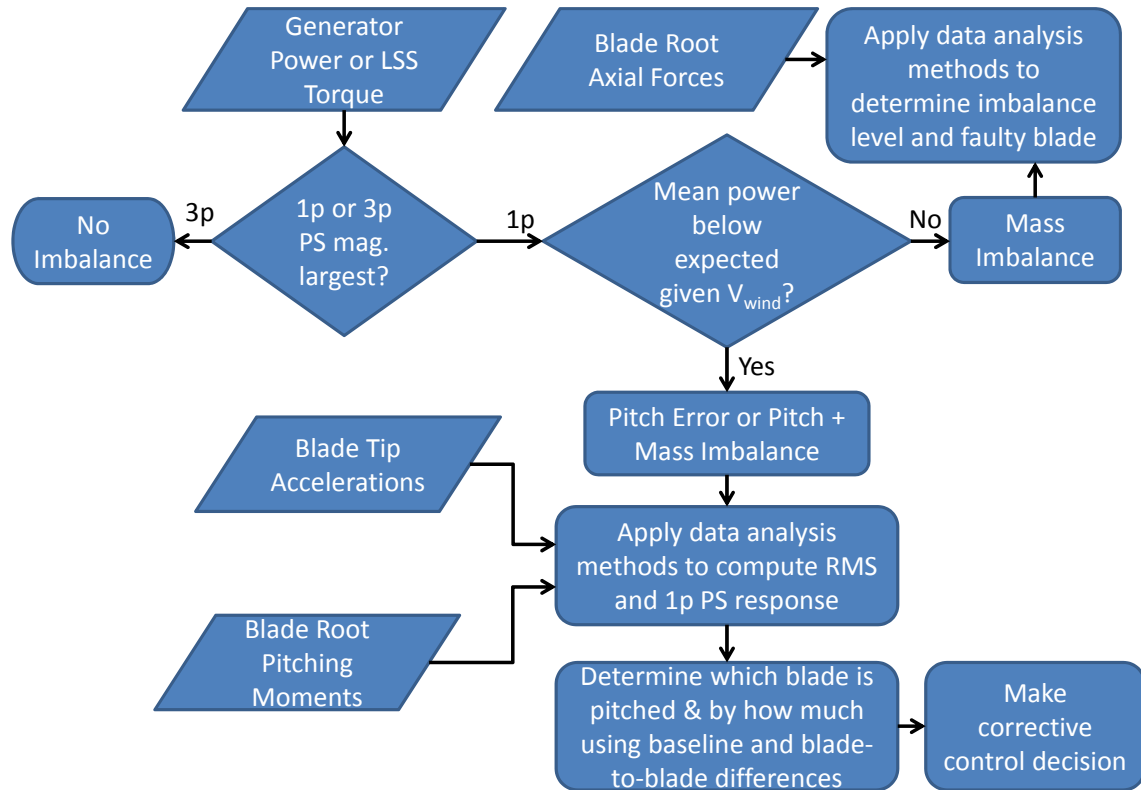 Generator
Power or LSS
Torque
Blade Root
Axial Forces
Apply data analysis
methods to
determine imbalance
level and faulty blade
No
Imbalance
3p
1p or 3p
PS mag.
largest?
1p
Mean power
below
expected
given Vwind?
No
Mass
Imbalance
Yes
Pitch Error or Pitch +
Mass Imbalance
Blade Tip
Accelerations
Apply data analysis
methods to compute RMS
and 1p PS response
Blade Root
Pitching
Moments
Determine which blade is
pitched & by how much
using baseline and blade-
to-blade differences
Make
corrective
control decision